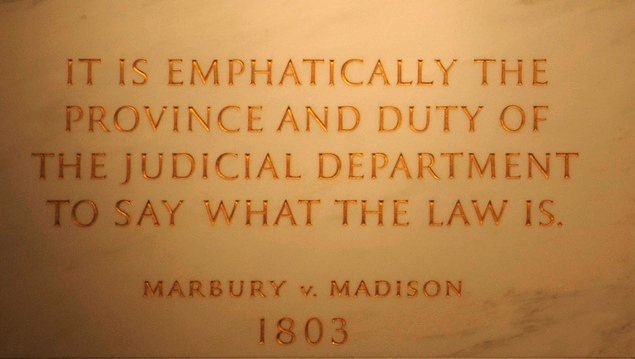 IT IS EMPHATICALLY THE
PROVINCE AND DUTY OF
THE JUDICIAL DEPARTMENT
TO SAY WHAT THE LAW IS.
MARBURY v. MADISON
1803